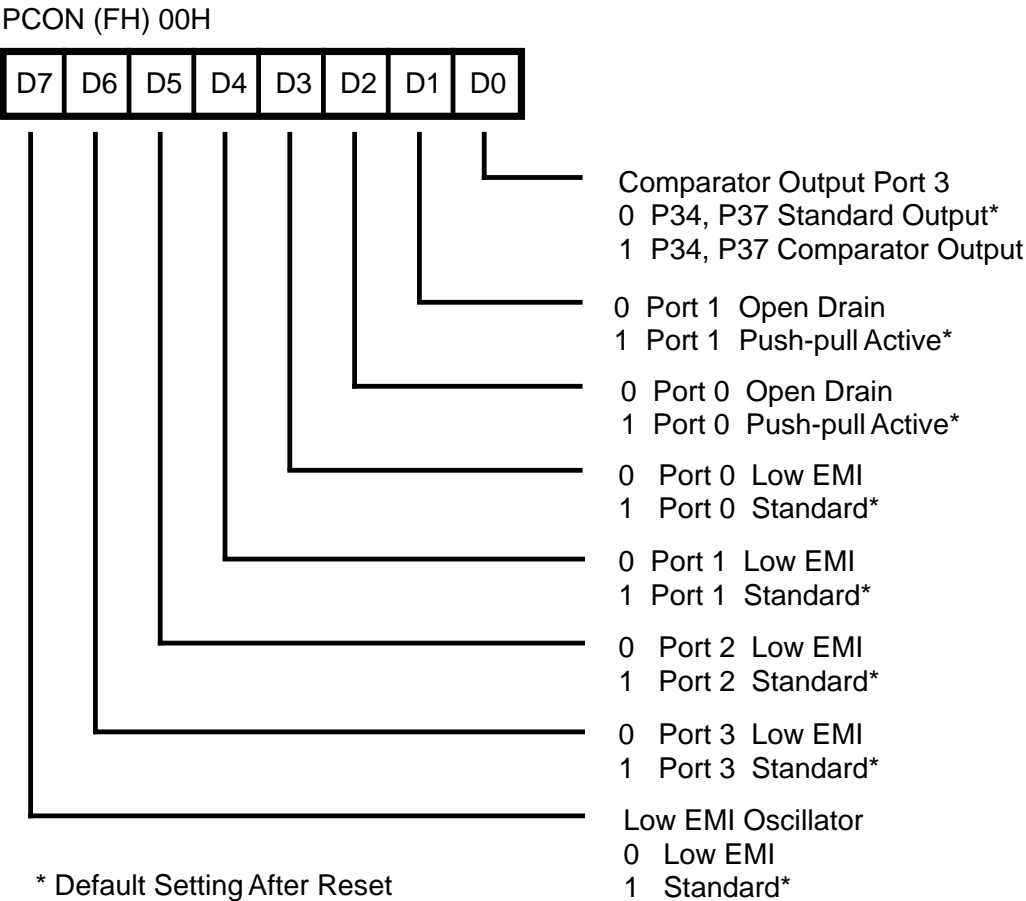 PCON (FH) 00H
D7 D6 D5 D4 D3 D2 D1 D0
Comparator Output Port 3
0 P34, P37 Standard Output*
1 P34, P37 Comparator Output
0 Port 1 Open Drain
1 Port 1 Push-pull Active*
0 Port 0 Open Drain
1 Port 0 Push-pull Active*
0 Port 0 Low EMI
1 Port 0 Standard*
0 Port 1 Low EMI
1 Port 1 Standard*
0 Port 2 Low EMI
1 Port 2 Standard*
0 Port 3 Low EMI
1 Port 3 Standard*
Low EMI Oscillator
0 Low EMI
1 Standard*
* Default Setting After Reset